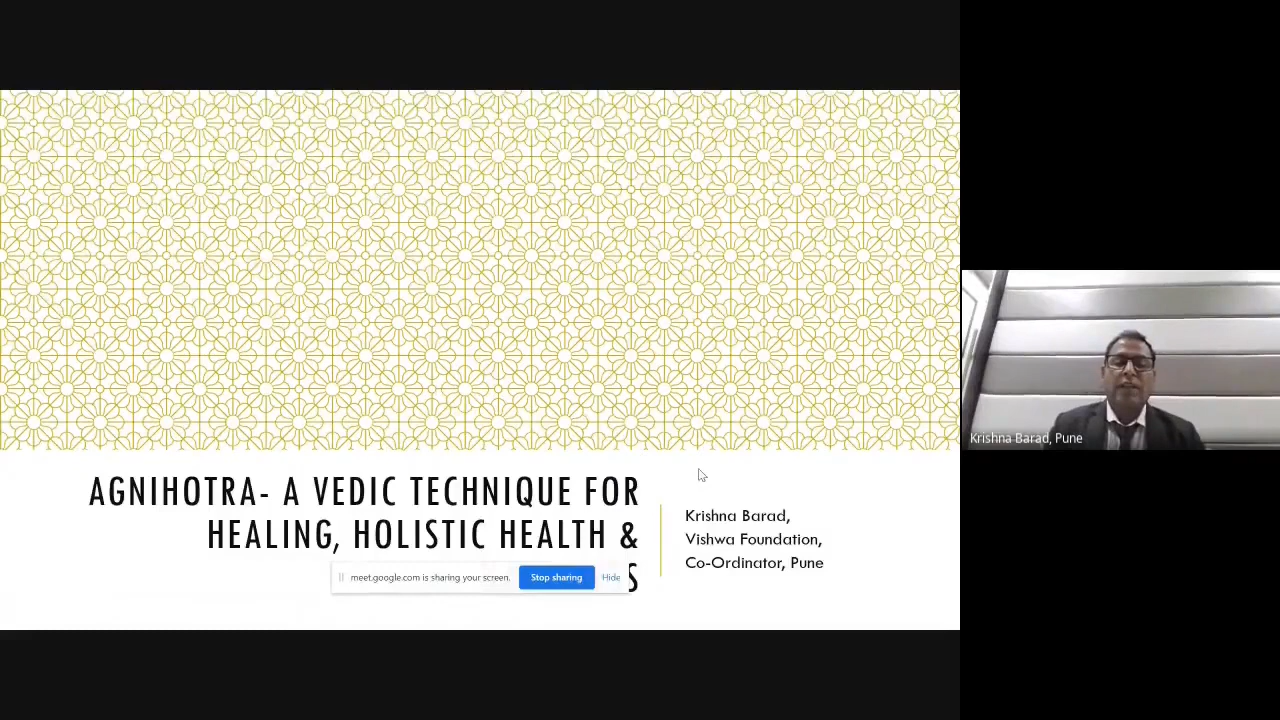 AGNIHOTRA- A VEDIC TECHNIQUE FOR
HEALING, HOLISTIC HEALTH &
S
meet.google.com is sharing your screen.
Stop sharing
Hide
Krishna Barad,
Vishwa Foundation,
Co-Ordinator, Pune
Krishna Barad, Pune